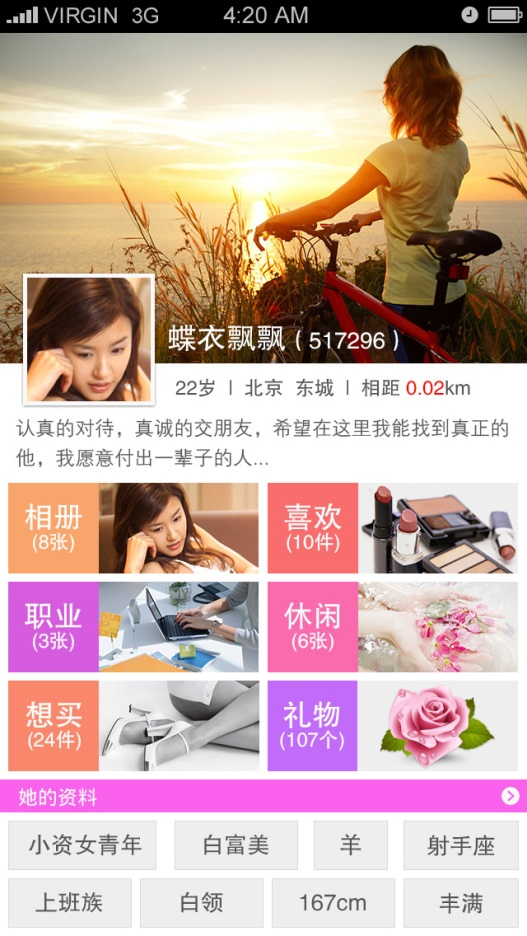 VIRGIN 3G 4:20 AM
蝶衣飘飘 ( 517296 )
22岁 | 北京 东城 | 相距 0.02km
认真的对待，真诚的交朋友，希望在这里我能找到真正的
他，我愿意付出一辈子的人...
相册
(8张)
喜欢
(10件)
职业
(3张)
休闲
(6张)
想买
(24件)
礼物
(107个)
她的资料
小资女青年 白富美 羊 射手座
上班族 白领 167cm 丰满